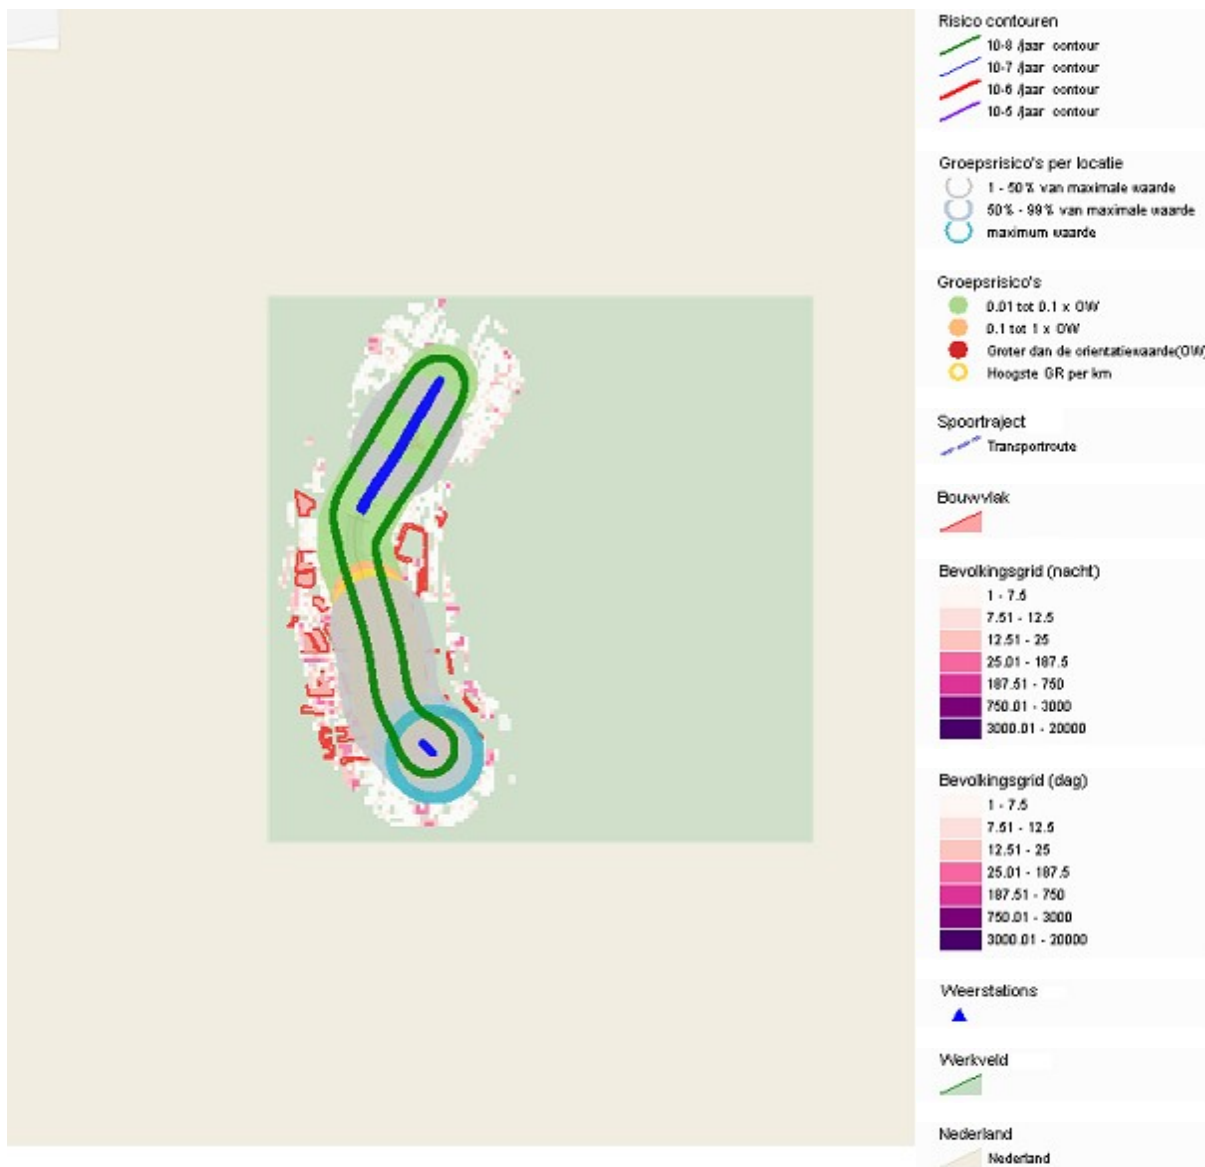 Risico contouren
10-8 /jaar contour
10-7 /jaar contour
10-6 /jaar contour
10-5 /jaar contour
Groepsrisico's per locatie
1 - 50% van maximale waarde
50% - 99% van maximale waarde
maximum waarde
Groepsrisico's
0.01 tot 0.1 x OW
0.1 tot 1 x OW
Groter dan de orientatiewaarde(OW)
Hoogste GR per km
Spoortraject
Transportroute
Bouwvlak
Bevolkingsgrid (nacht)
1 - 7.5
7.51 - 12.5
12.51 - 25
25.01 - 187.5
187.51 - 750
750.01 - 3000
3000.01 - 20000
Bevolkingsgrid (dag)
1 - 7.5
7.51 - 12.5
12.51 - 25
25.01 - 187.5
187.51 - 750
750.01 - 3000
3000.01 - 20000
Weerstations
Werkveld
Nederland
Nederland